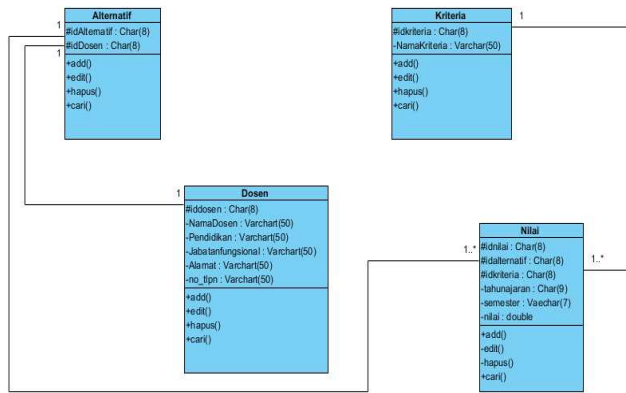 Alternatif
#idAlternatif : Char(8)
#idDosen : Char(8)
+add()
+edit()
+hapus()
+cari()
1
1
Kriteria
#idkriteria : Char(8)
-NamaKriteria : Varchar(50)
+add()
+edit()
+hapus()
+cari()
1
1
Dosen
#iddosen : Char(8)
-NamaDosen : Varchart(50)
-Pendidikan : Varchart(50)
-Jabatanfungsional : Varchart(50)
-Alamat : Varchart(50)
-no_tlpn : Varchart(50)
+add()
+edit()
+hapus()
+cari()
1..*
Nilai
#idnilai : Char(8)
#idalternatif : Char(8)
#idkriteria : Char(8)
-tahunajaran : Char(9)
-semester : Vaechar(7)
-nilai : double
+add()
-edit()
-hapus()
+cari()
1..*